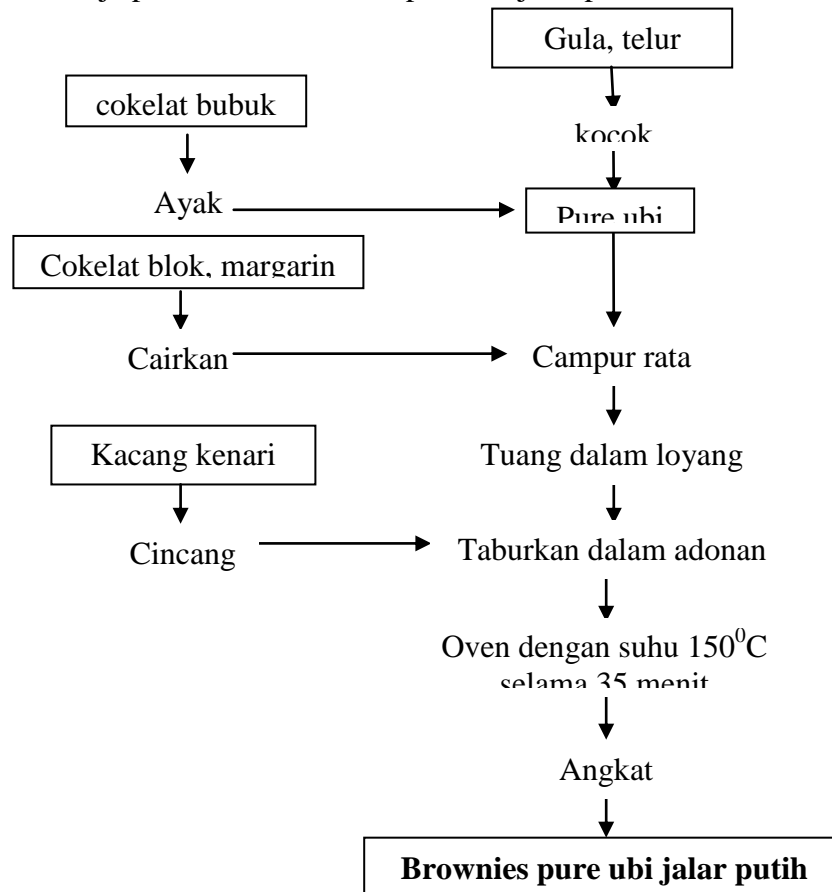 Gula, telur
cokelat bubuk
kocok
Ayak
Pure ubi
Cokelat blok, margarin
Cairkan
Campur rata
Kacang kenari
Tuang dalam loyang
Cincang
Taburkan dalam adonan
Oven dengan suhu 150⁰C
selama 35 menit
Angkat
Brownies pure ubi jalar putih